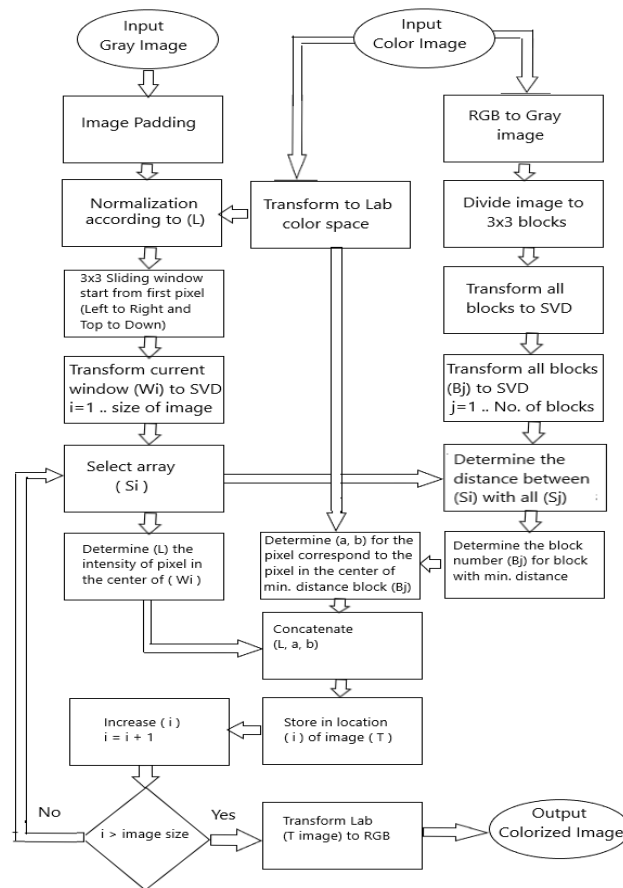 Input
Gray Image
Input
Color Image
Image Padding
RGB to Gray
image
Normalization
according to (L)
Transform to Lab
color space
Divide image to
3x3 blocks
3x3 Sliding window
start from first pixel
(Left to Right and
Top to Down)
Transform all
blocks to SVD
Transform current
window (Wi) to SVD
i=1 .. size of image
Transform all blocks
(Bj) to SVD
j=1 .. No. of blocks
Select array
( Si )
Determine the
distance between
(Si) with all (Sj)
Determine (L) the
intensity of pixel in
the center of ( Wi )
Determine (a, b) for the
pixel correspond to the
pixel in the center of
min. distance block (Bj)
Determine the block
number (Bj) for block
with min. distance
Concatenate
(L, a, b)
Increase ( i )
i = i + 1
Store in location
( i ) of image ( T )
No
i > image size
Yes
Transform Lab
(T image) to RGB
Output
Colorized Image